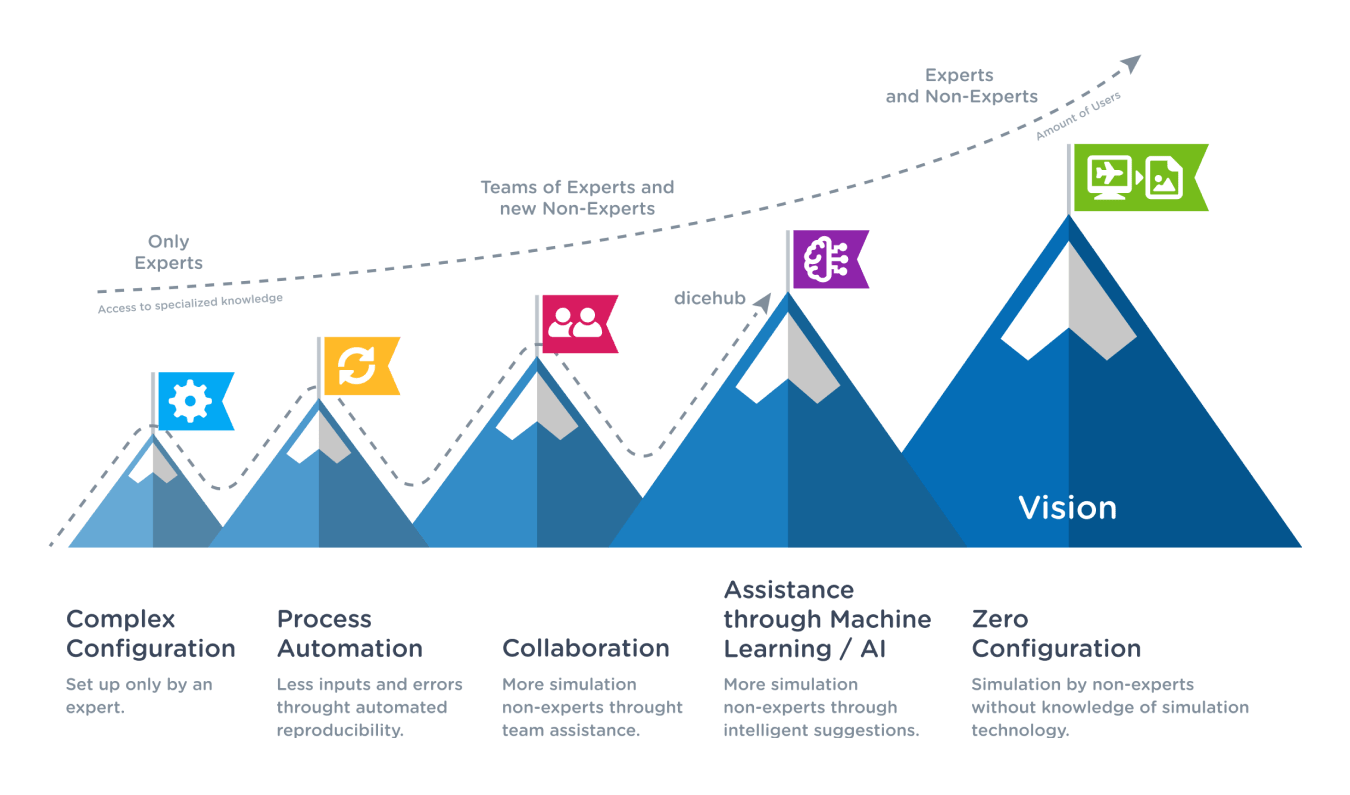 Experts
and Non-Experts
Amount of Users
Teams of Experts and
new Non-Experts
Only
Experts
Access to specialized knowledge
dicehub
Vision
Complex
Configuration
Set up only by an
expert.
Process
Automation
Less inputs and errors
throught automated
reproducibility.
Collaboration
More simulation
non-experts throught
team assistance.
Assistance
through Machine
Learning / AI
More simulation
non-experts through
intelligent suggestions.
Zero
Configuration
Simulation by non-experts
without knowledge of simulation
technology.